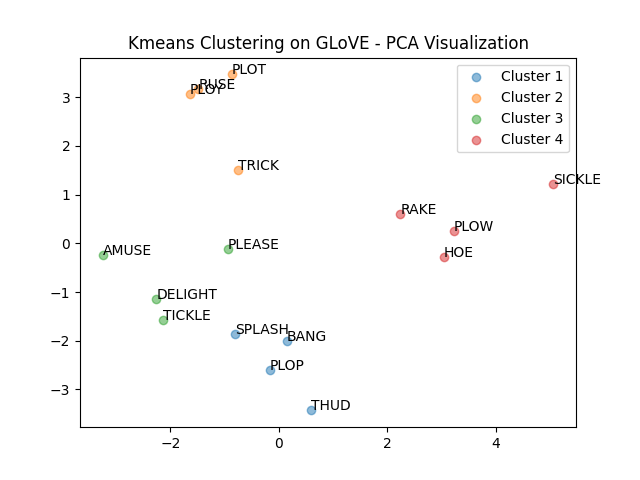 Kmeans Clustering on GLoVE - PCA Visualization
Cluster 1
Cluster 2
Cluster 3
Cluster 4
PLOT
RUSE
PLOY
TRICK
SICKLE
RAKE
PLOW
HOE
PLEASE
AMUSE
DELIGHT
TICKLE
SPLASH
BANG
PLOP
THUD
3
2
1
0
−1
−2
−3
−2
0
2
4